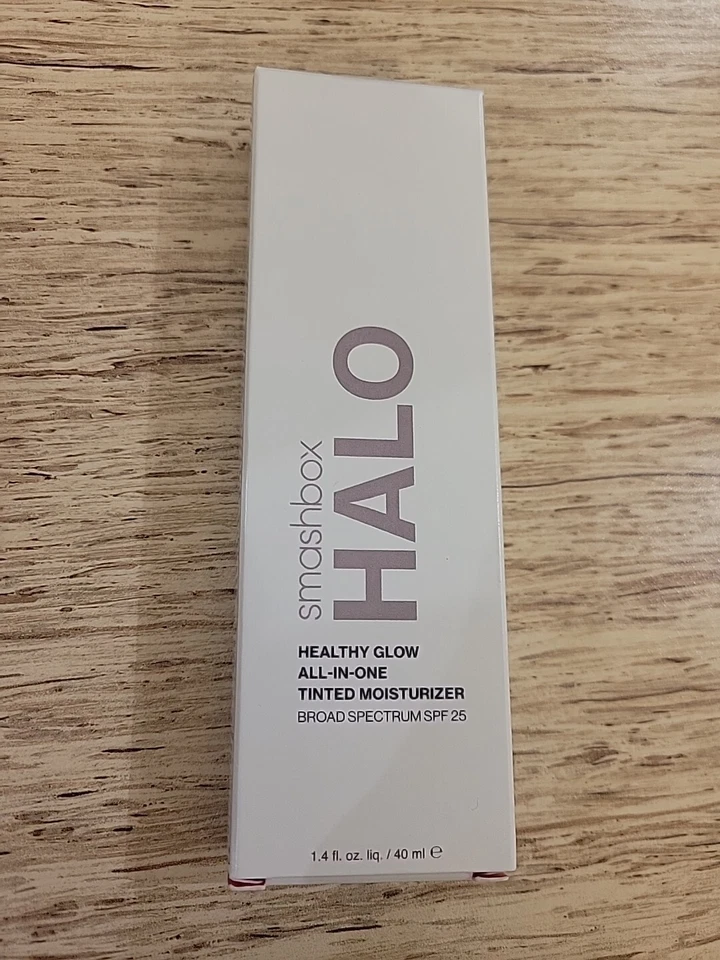 smashbox
HALO
HEALTHY GLOW
ALL-IN-ONE
TINTED MOISTURIZER
BROAD SPECTRUM SPF 25
1.4 fl. oz. liq. / 40 ml ℮